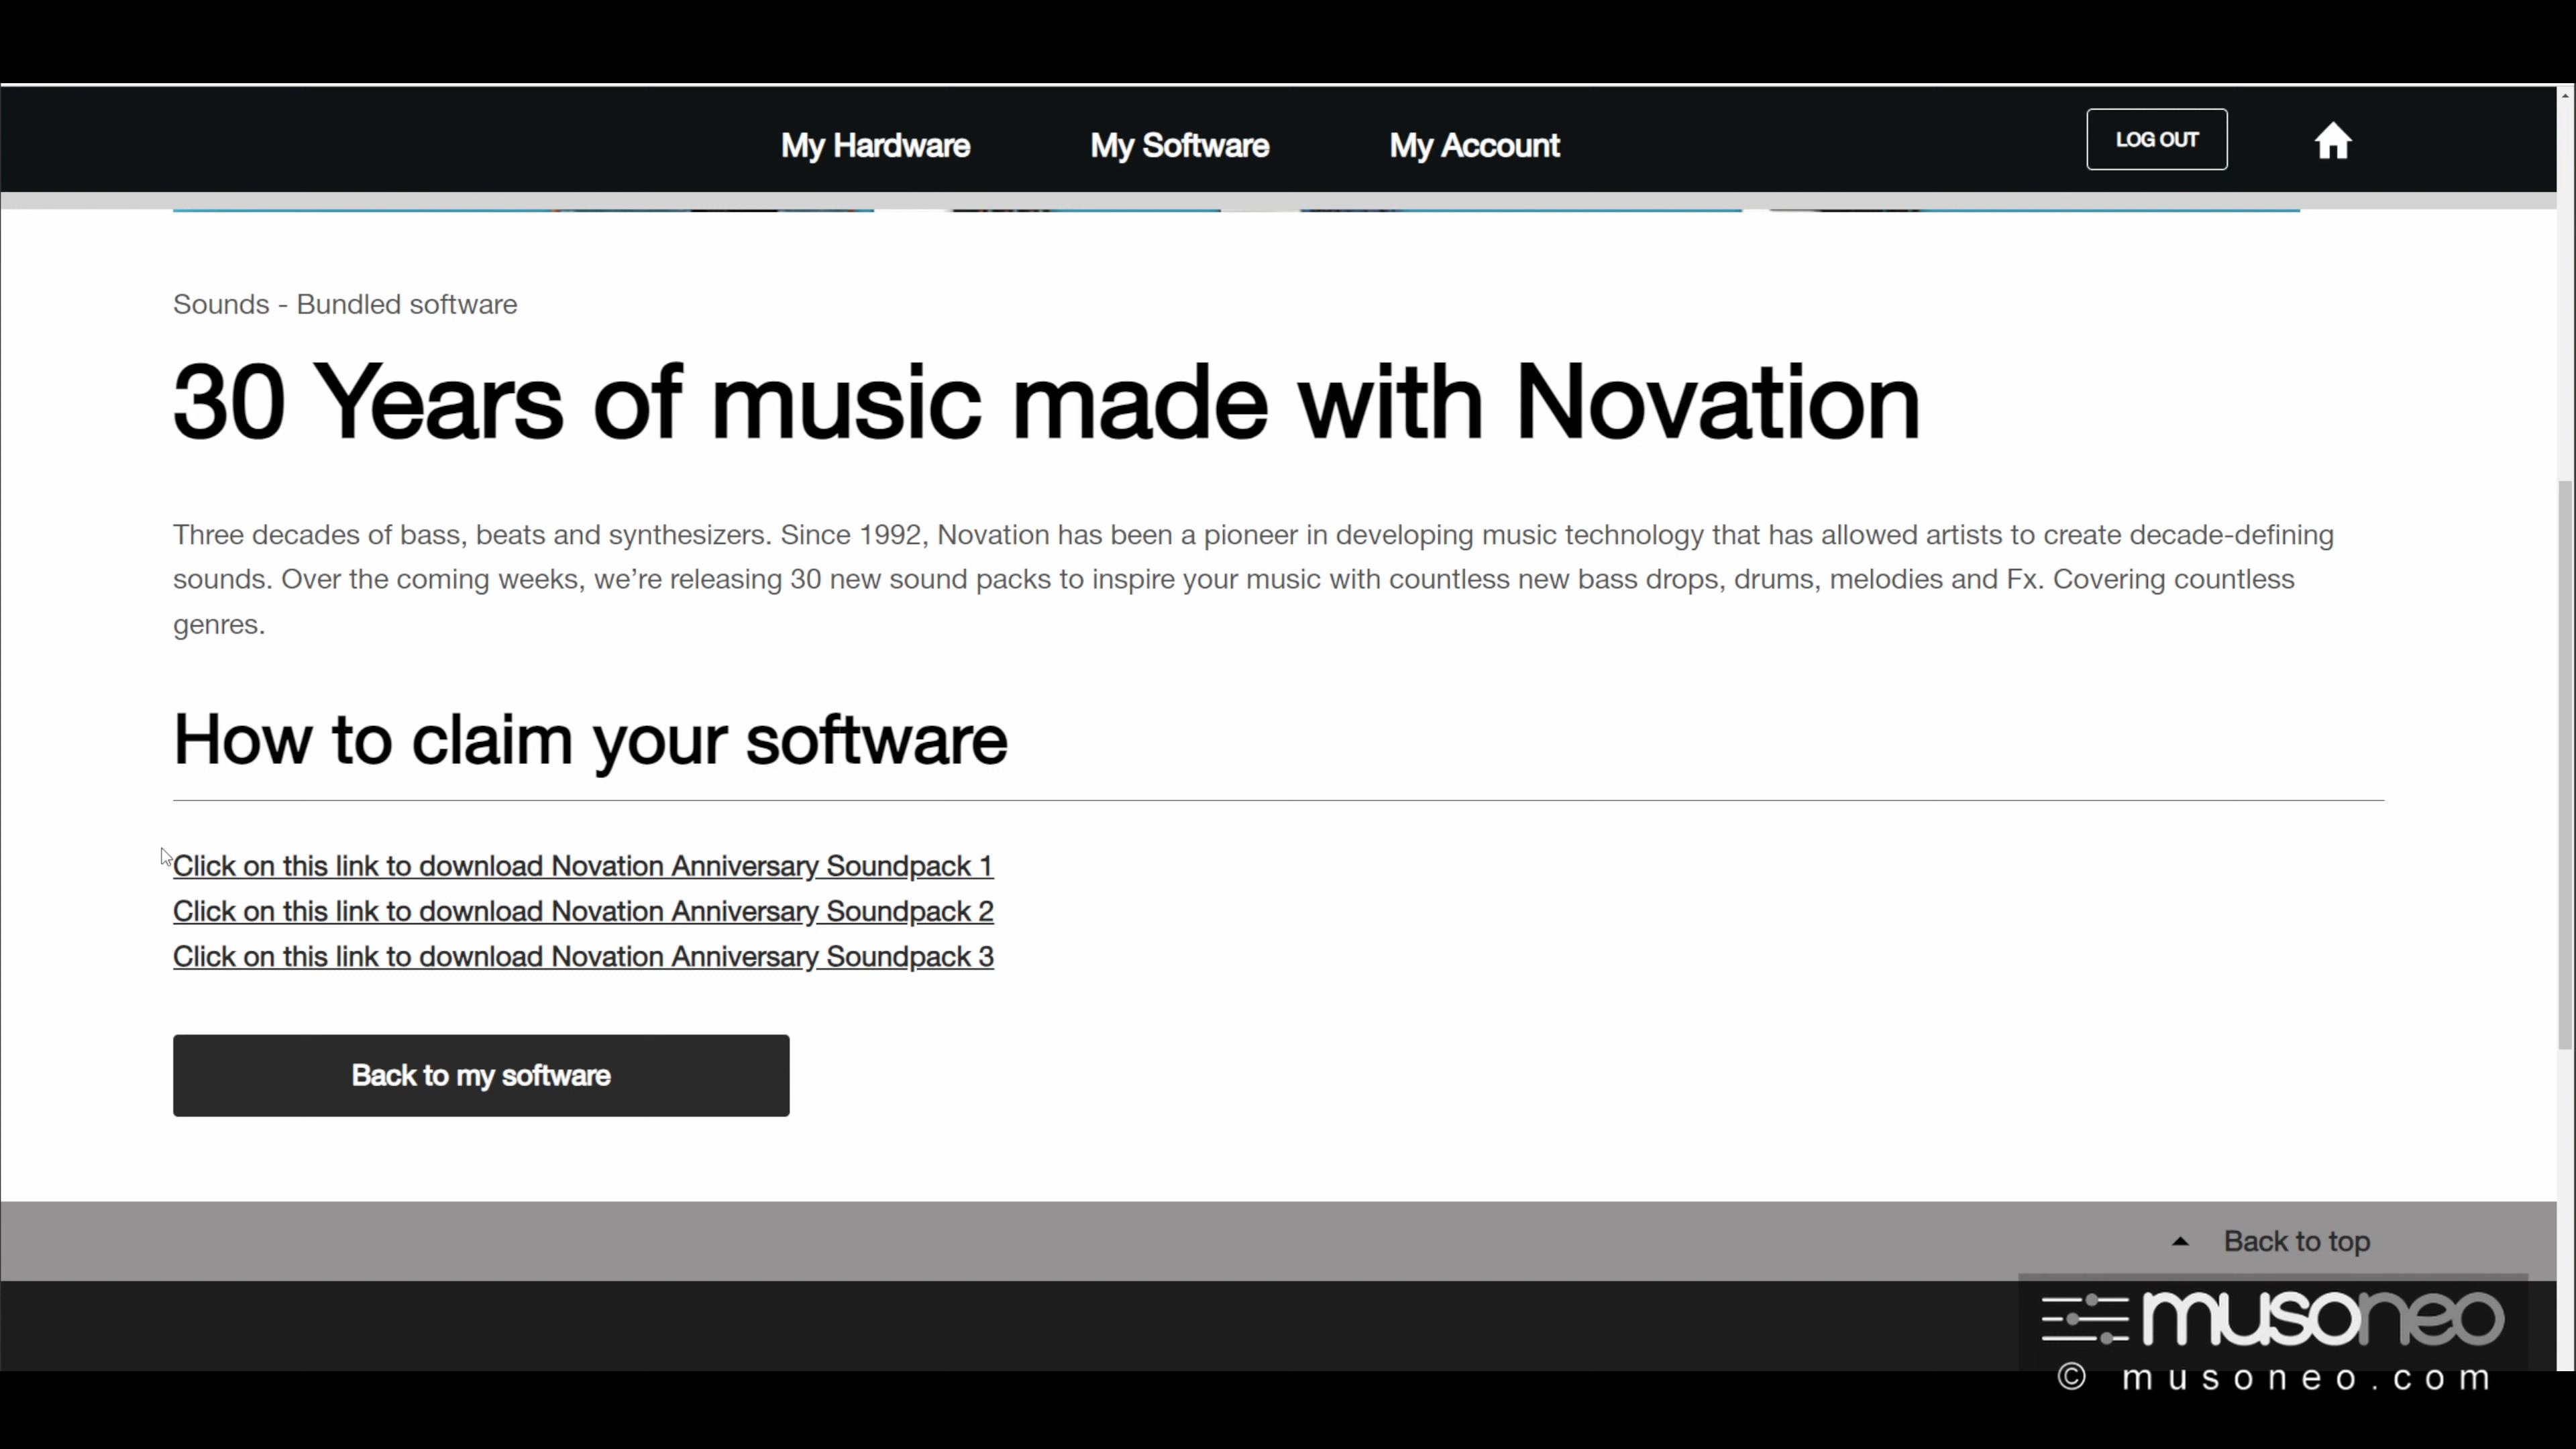 My Hardware
My Software
My Account
LOG OUT
Sounds - Bundled software
30 Years of music made with Novation
Three decades of bass, beats and synthesizers. Since 1992, Novation has been a pioneer in developing music technology that has allowed artists to create decade-defining
sounds. Over the coming weeks, we’re releasing 30 new sound packs to inspire your music with countless new bass drops, drums, melodies and Fx. Covering countless
genres.
How to claim your software
Click on this link to download Novation Anniversary Soundpack 1
Click on this link to download Novation Anniversary Soundpack 2
Click on this link to download Novation Anniversary Soundpack 3
Back to my software
Back to top
musoneo
© musoneo.com